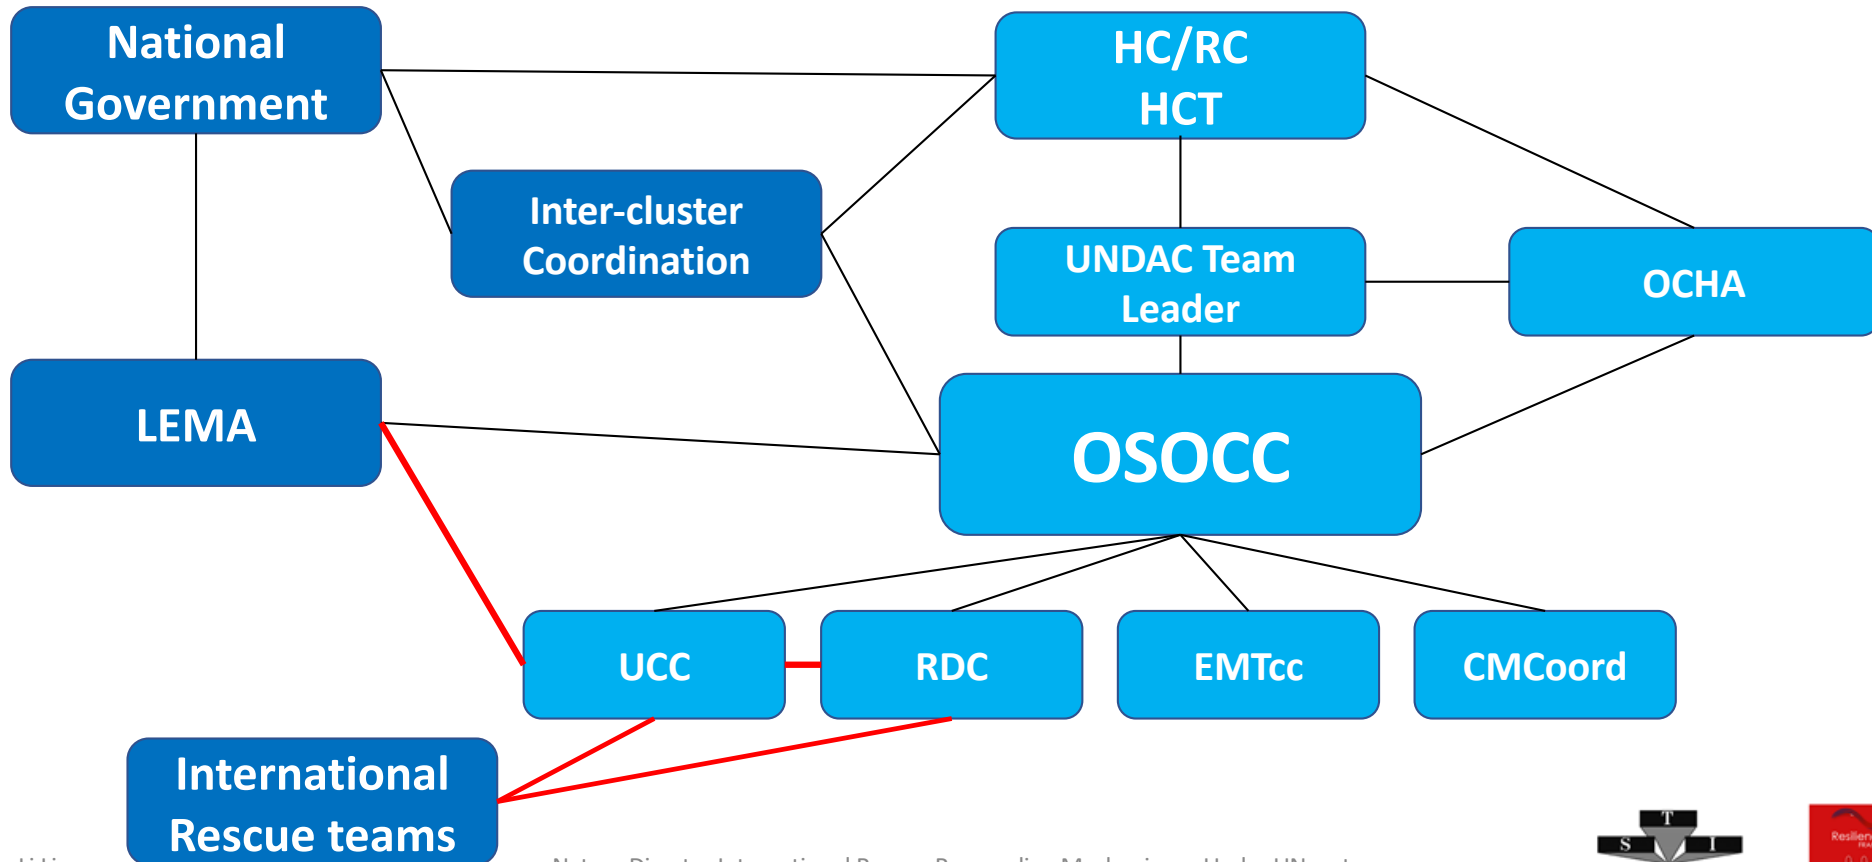 National
Government
HC/RC
HCT
Inter-cluster
Coordination
UNDAC Team
Leader
OCHA
LEMA
OSOCC
UCC
RDC
EMTcc
CMCoord
International
Rescue teams
T
S I
Resilien